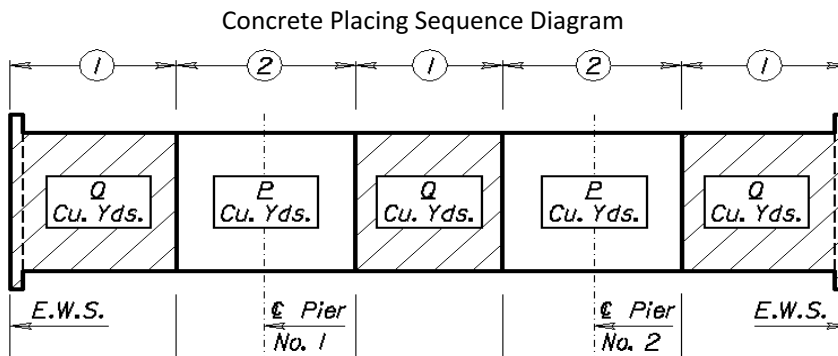 Concrete Placing Sequence Diagram
1 2 1 2 1
Q P Q P Q
Cu. Yds. Cu. Yds. Cu. Yds. Cu. Yds. Cu. Yds.
E.W.S. ℄ Pier ℄ Pier E.W.S.
No. 1 No. 2